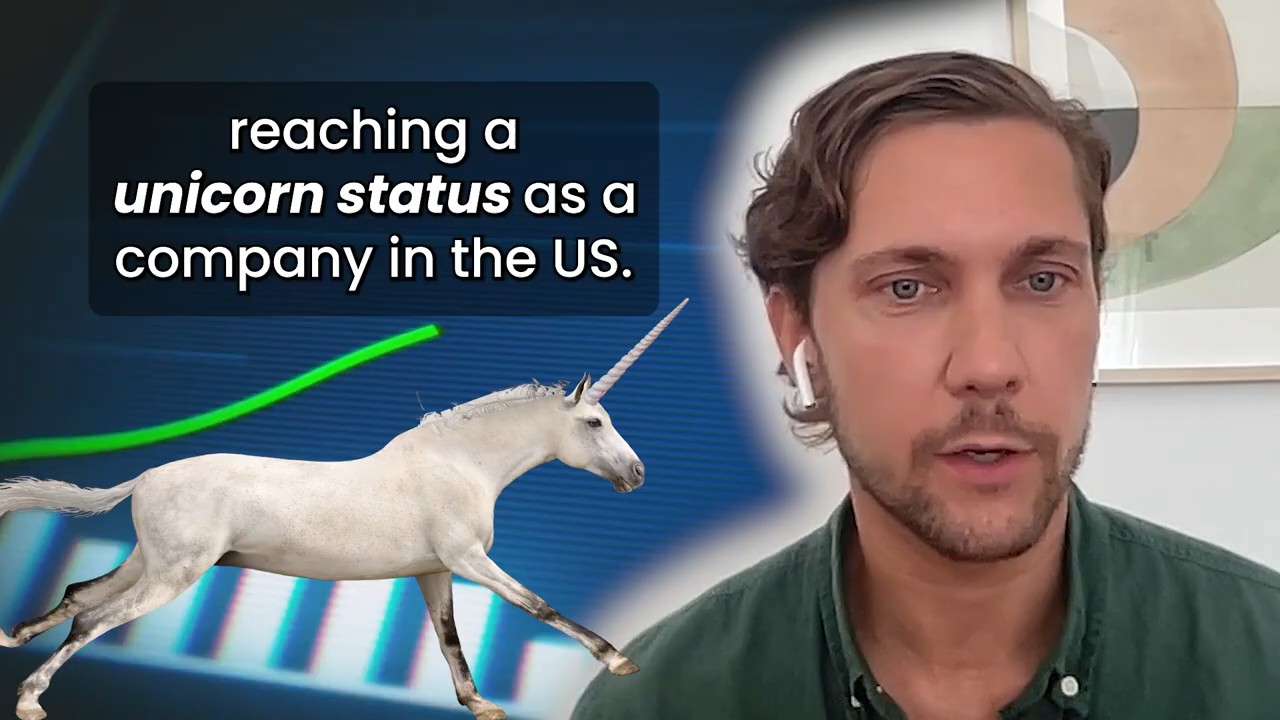 reaching a
unicorn status as a
company in the US.